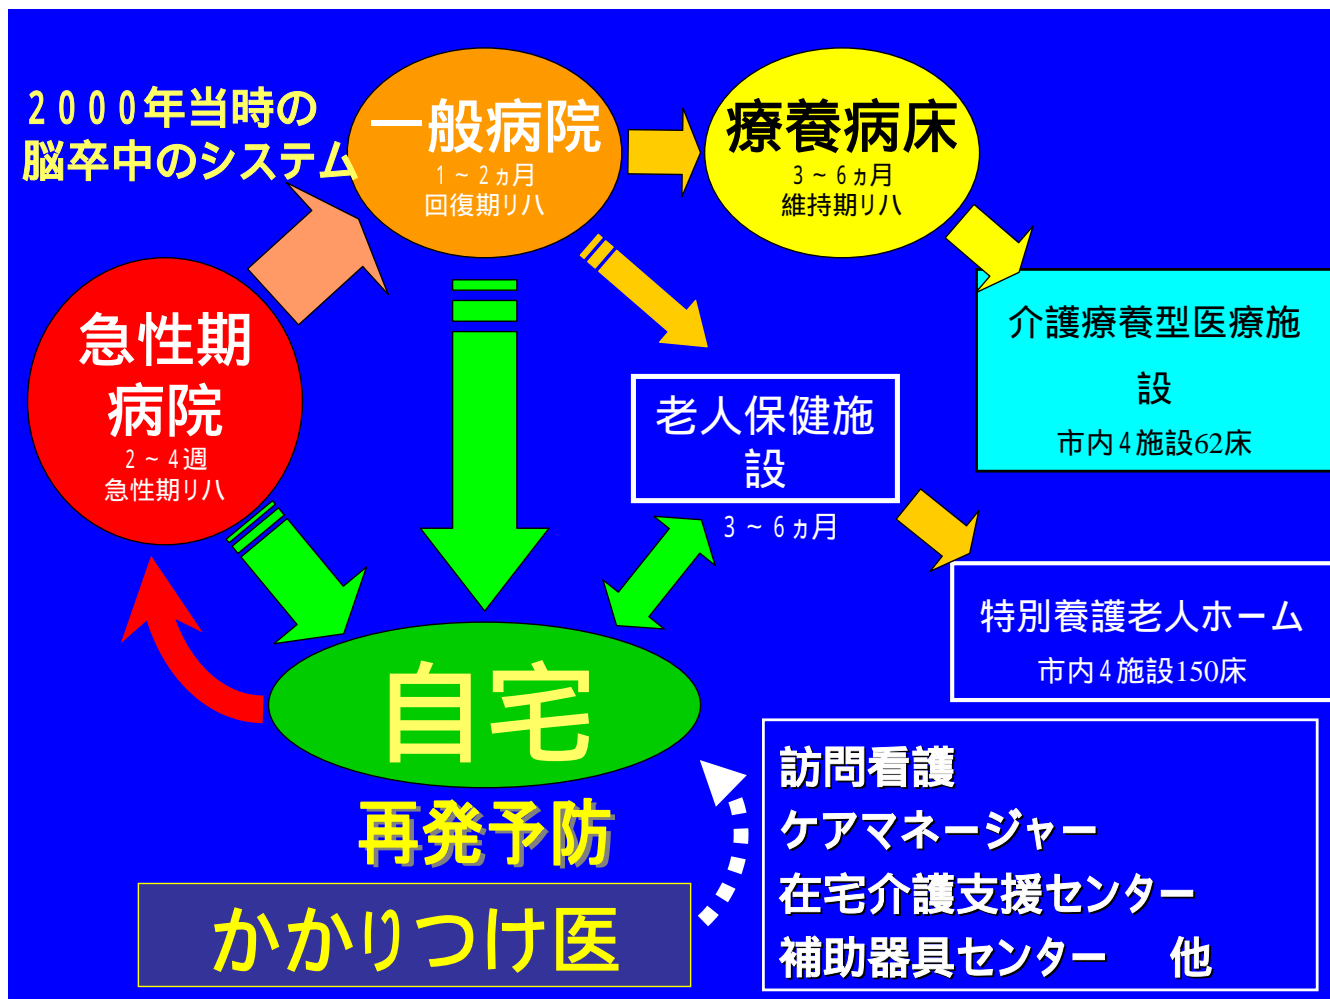 ２０００年当時の
脳卒中のシステム
一般病院
１～２ヵ月
回復期リハ
療養病床
３～６ヵ月
維持期リハ
急性期
病院
２～４週
急性期リハ
介護療養型医療施
設
市内４施設62床
老人保健施
設
３～６ヵ月
特別養護老人ホーム
市内４施設150床
自宅
再発予防
かかりつけ医
訪問看護
ケアマネージャー
在宅介護支援センター
補助器具センター　他